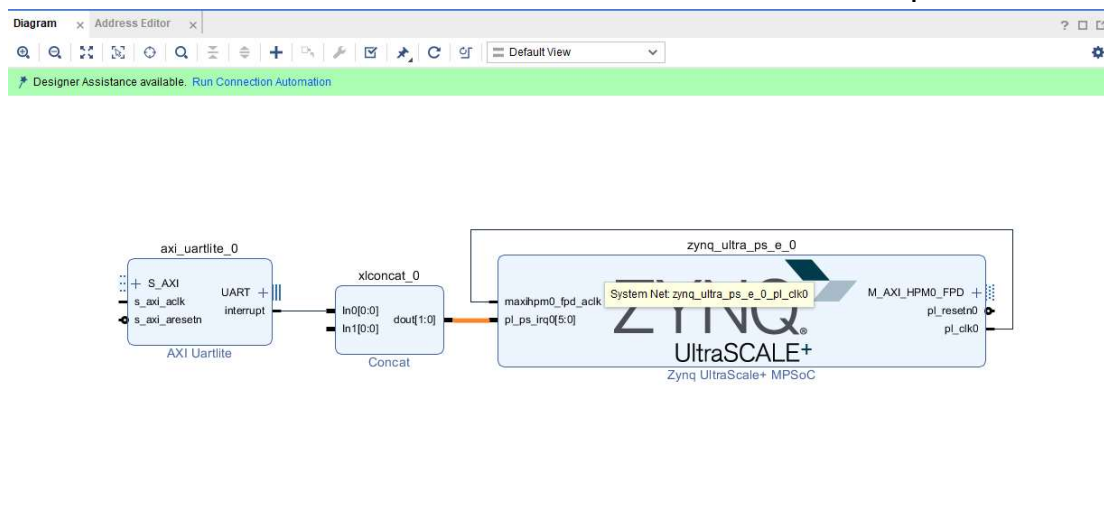 Diagram × Address Editor ×
Default View
Designer Assistance available. Run Connection Automation
axi_uartlite_0
S_AXI
s_axi_aclk
s_axi_aresetn
UART
interrupt
AXI Uartlite
xlconcat_0
In0[0:0]
In1[0:0]
dout[1:0]
Concat
zynq_ultra_ps_e_0
maxihpm0_fpd_aclk
pl_ps_irq0[5:0]
System Net: zynq_ultra_ps_e_0_pl_clk0
ZYNQ
UltraSCALE+
M_AXI_HPM0_FPD
pl_resetn0
pl_clk0
Zynq UltraScale+ MPSoC